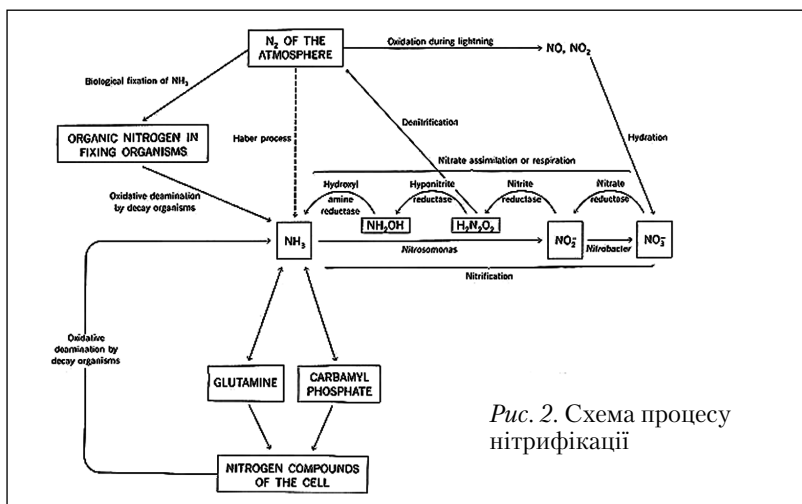 N₂ OF THE
ATMOSPHERE
Oxidation during lightning
NO, NO₂
Biological fixation of NH₃
Denitrification
ORGANIC NITROGEN IN
FIXING ORGANISMS
Haber process
Hydration
Nitrate assimilation or respiration
Oxidative deamination
by decay organisms
Hydroxyl
amine
reductase
Hyponitrite
reductase
Nitrite
reductase
Nitrate
reductase
NH₃
NH₂OH
H₂N₂O₂
NO₂⁻
NO₃⁻
Nitrosomonas
Nitrobacter
Nitrification
Oxidative
deamination by
decay organisms
GLUTAMINE
CARBAMYL
PHOSPHATE
NITROGEN COMPOUNDS
OF THE CELL
Рис. 2. Схема процесу
нітрифікації